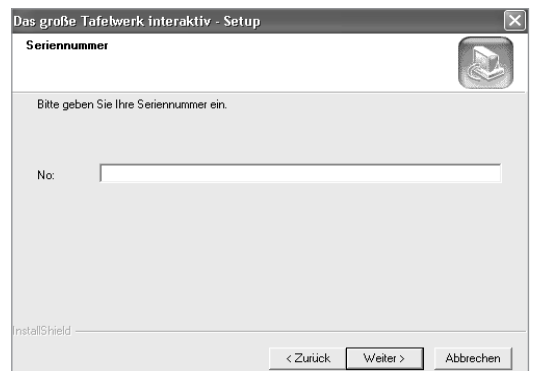 Das große Tafelwerk interaktiv - Setup
Seriennummer
Bitte geben Sie Ihre Seriennummer ein.
No:
InstallShield
< Zurück Weiter > Abbrechen